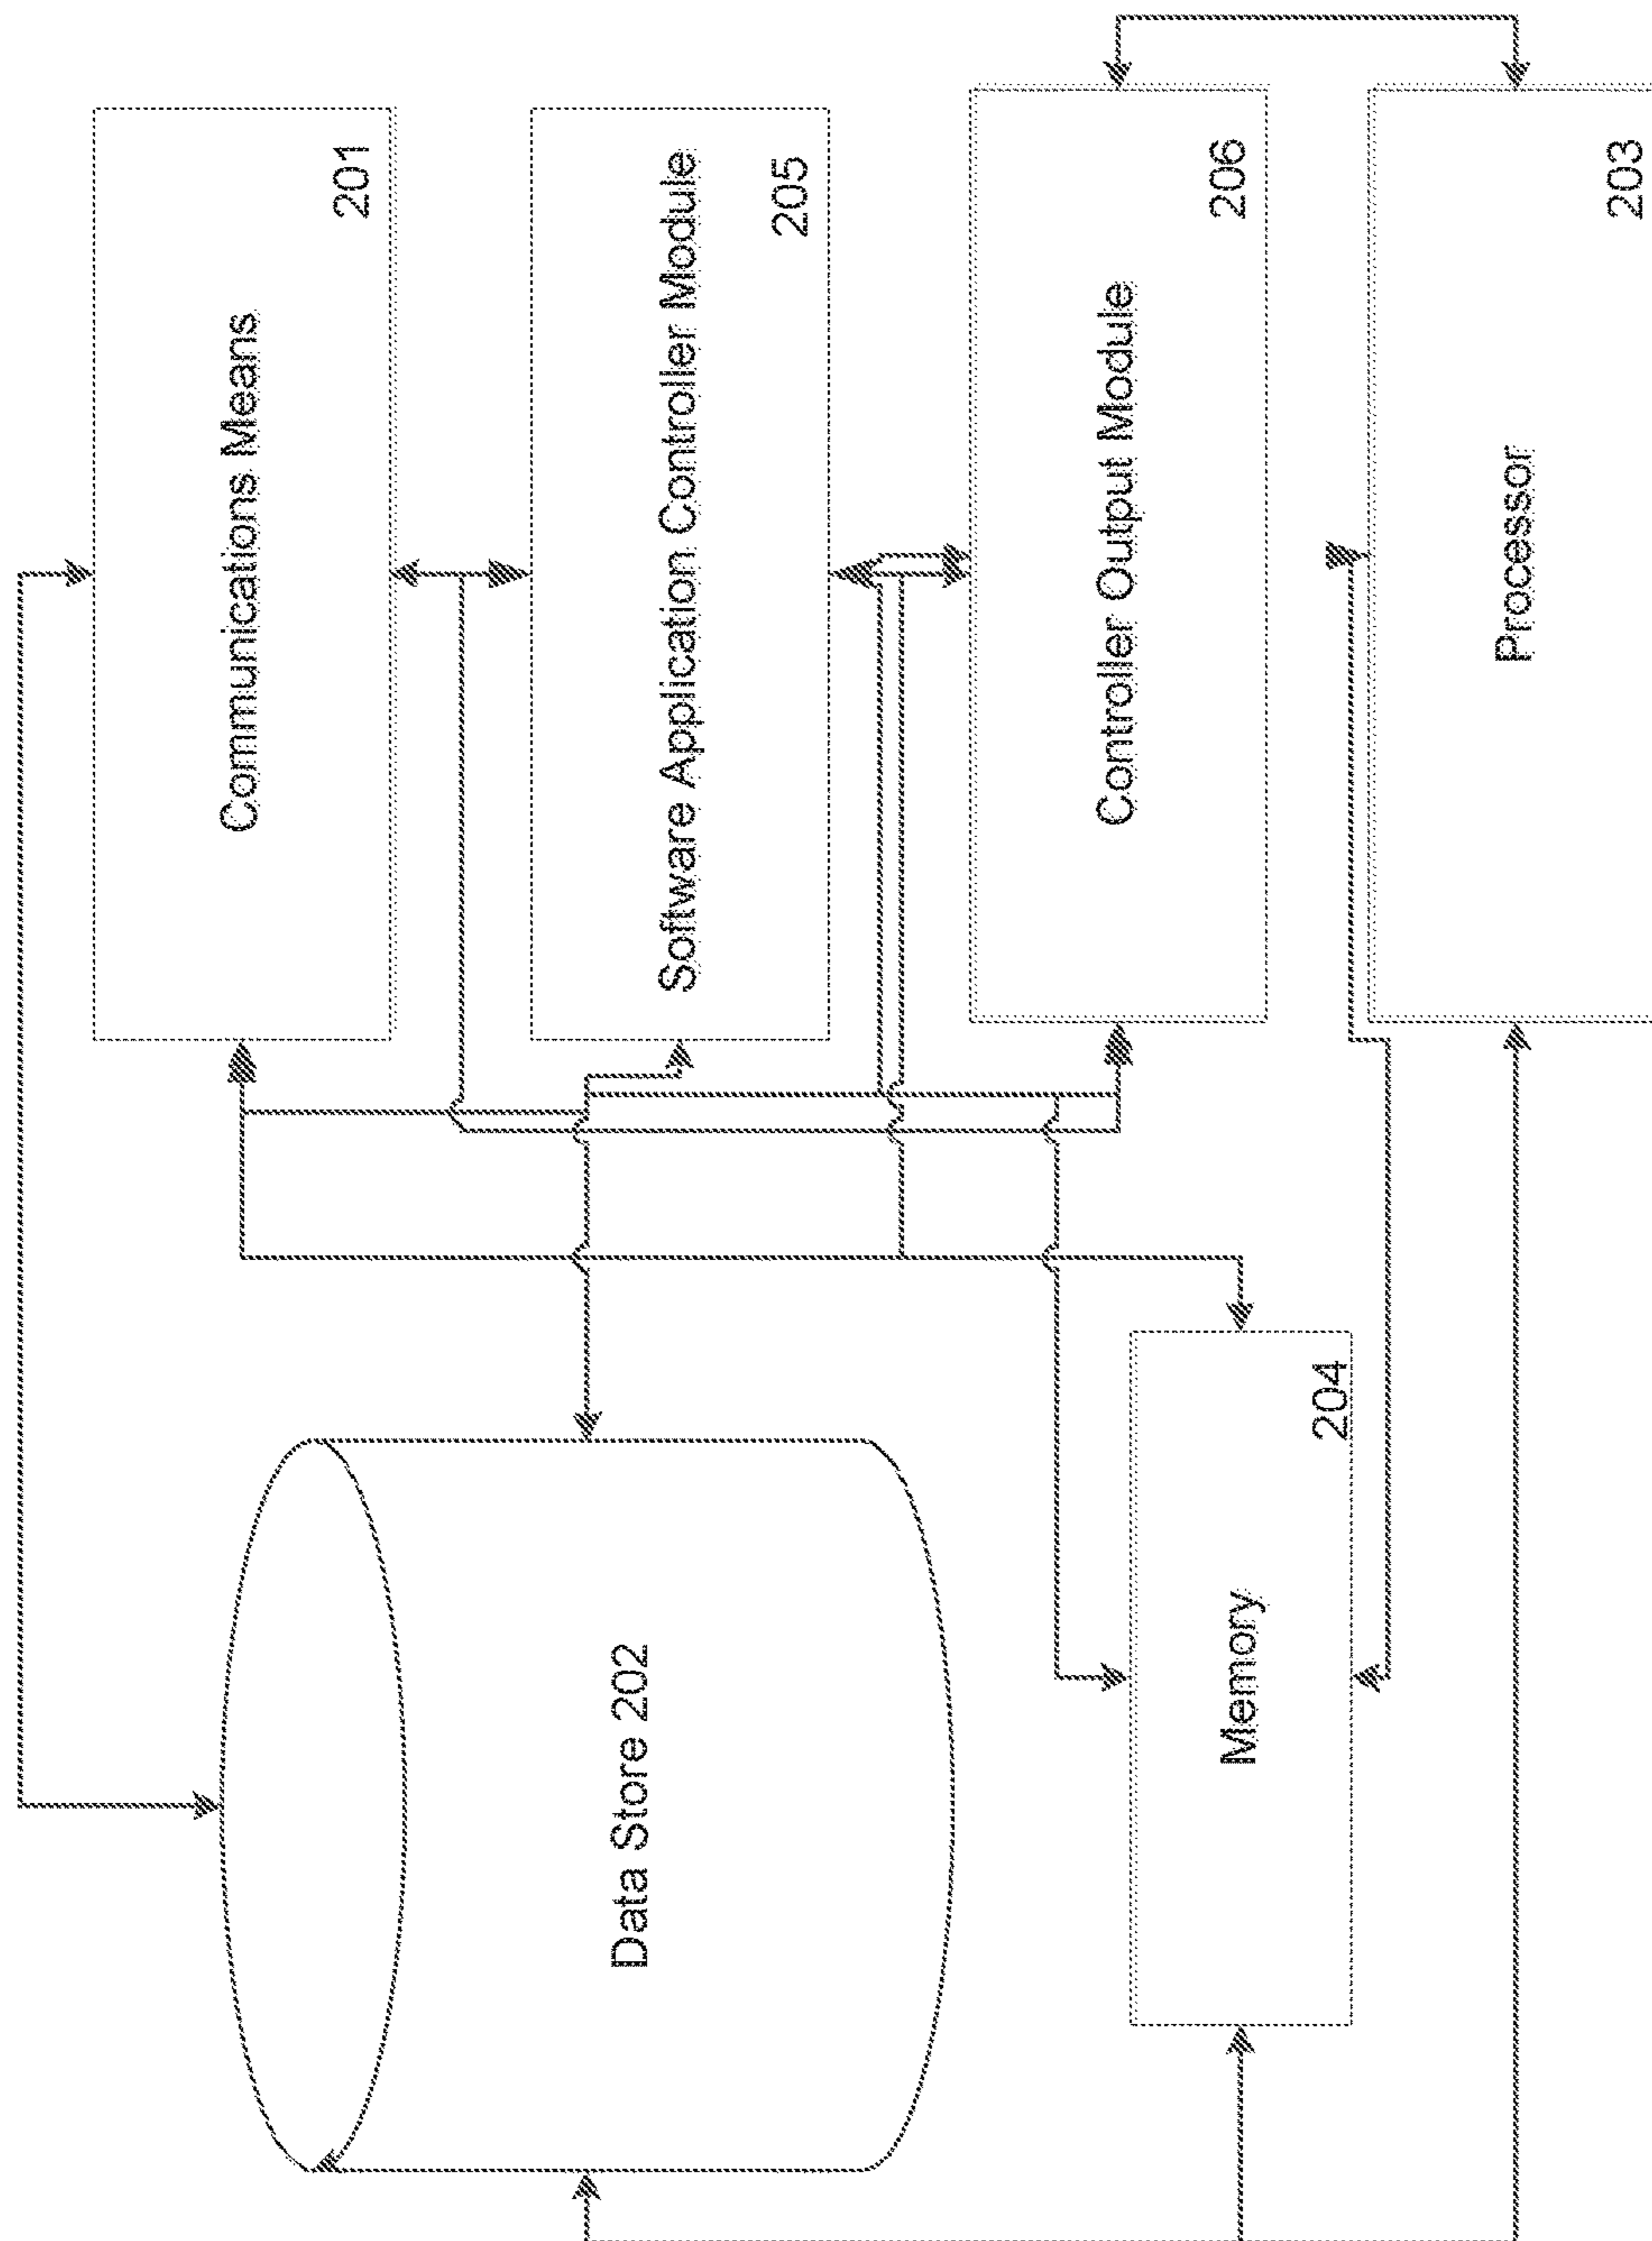 Communications Means
201
Software Application Controller Module
205
Controller Output Module
206
Processor
203
Data Store 202
Memory
204